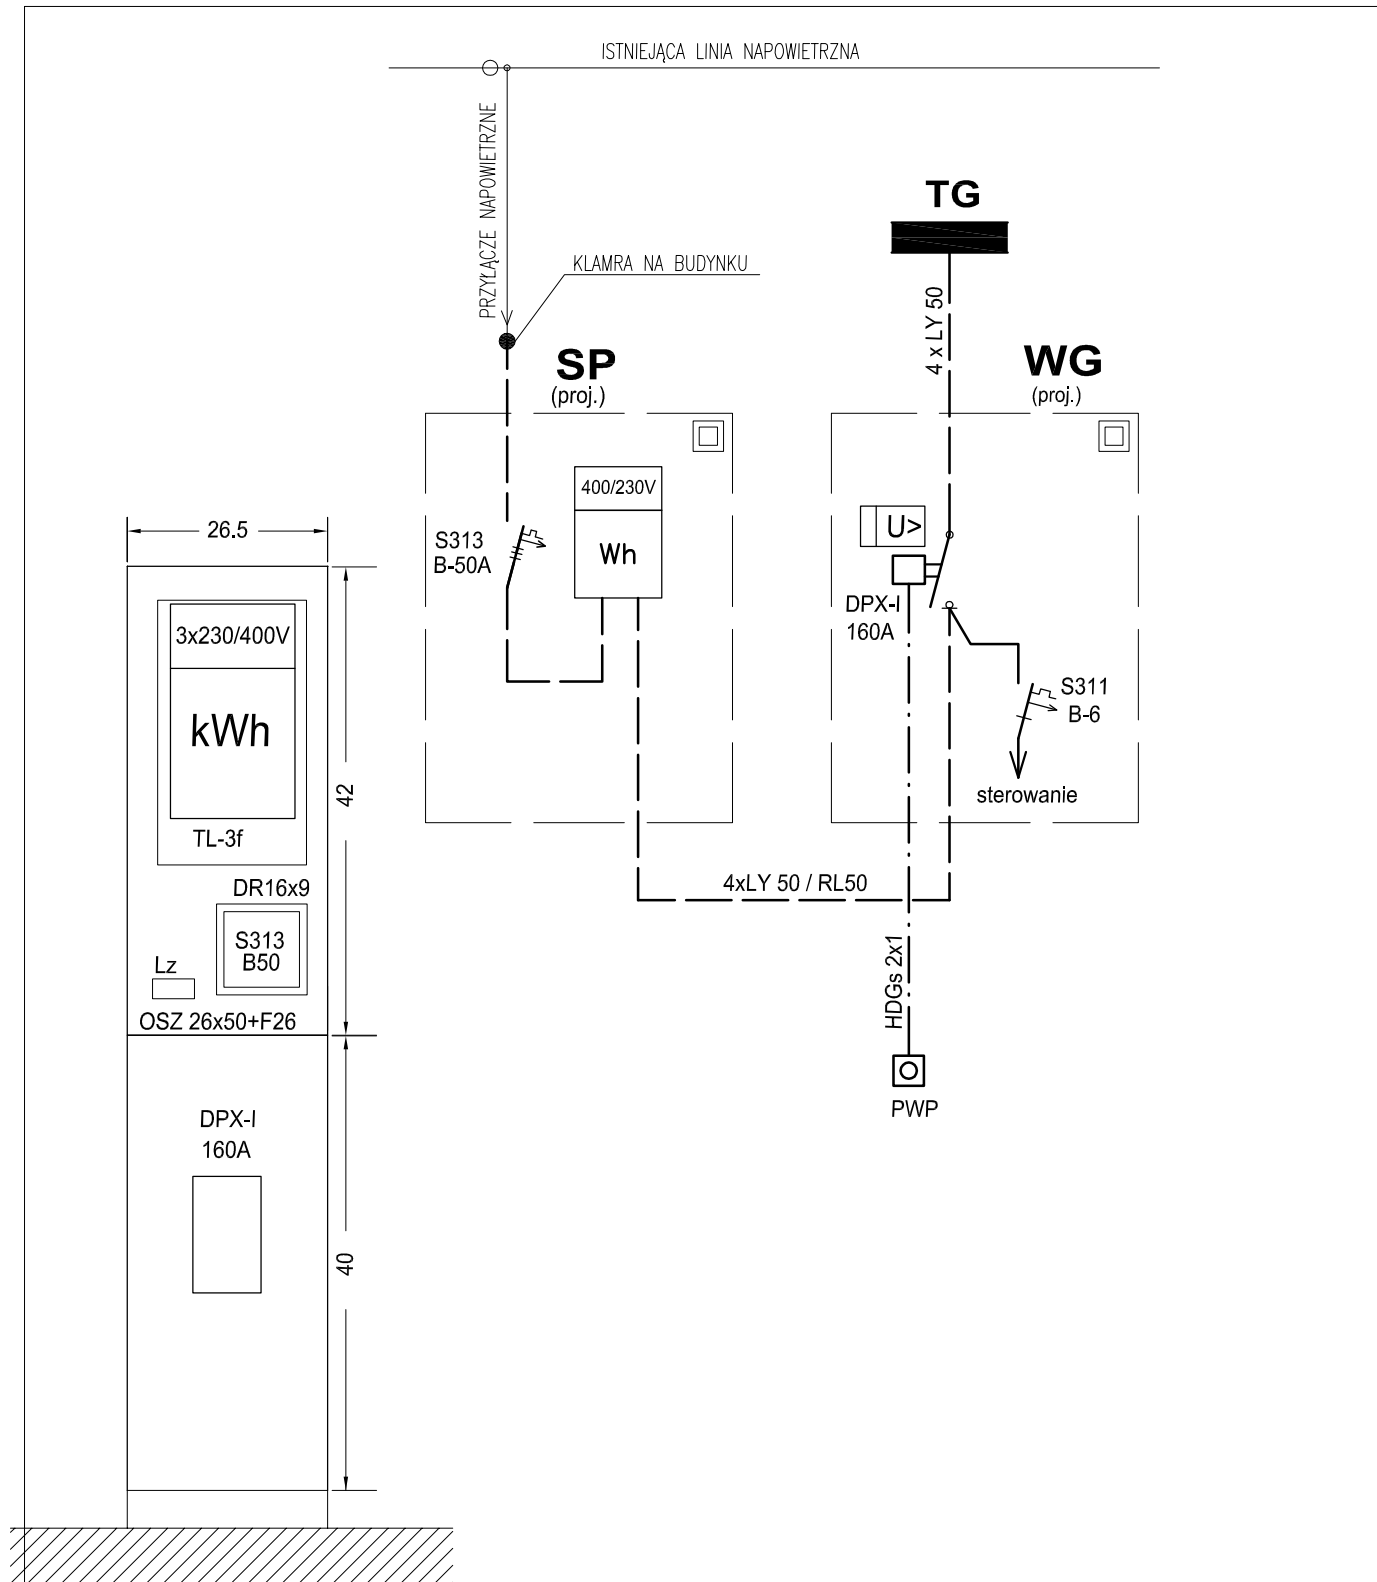 ISTNIEJĄCA LINIA NAPOWIETRZNA
PRZYŁĄCZE NAPOWIETRZNE
KLAMRA NA BUDYNKU
TG
4 x LY 50
SP
(proj.)
WG
(proj.)
400/230V
Wh
S313
B-50A
U>
DPX-I
160A
S311
B-6
sterowanie
4xLY 50 / RL50
HDGs 2x1
PWP
26.5
3x230/400V
kWh
TL-3f
42
DR16x9
S313
B50
Lz
OSZ 26x50+F26
DPX-I
160A
40